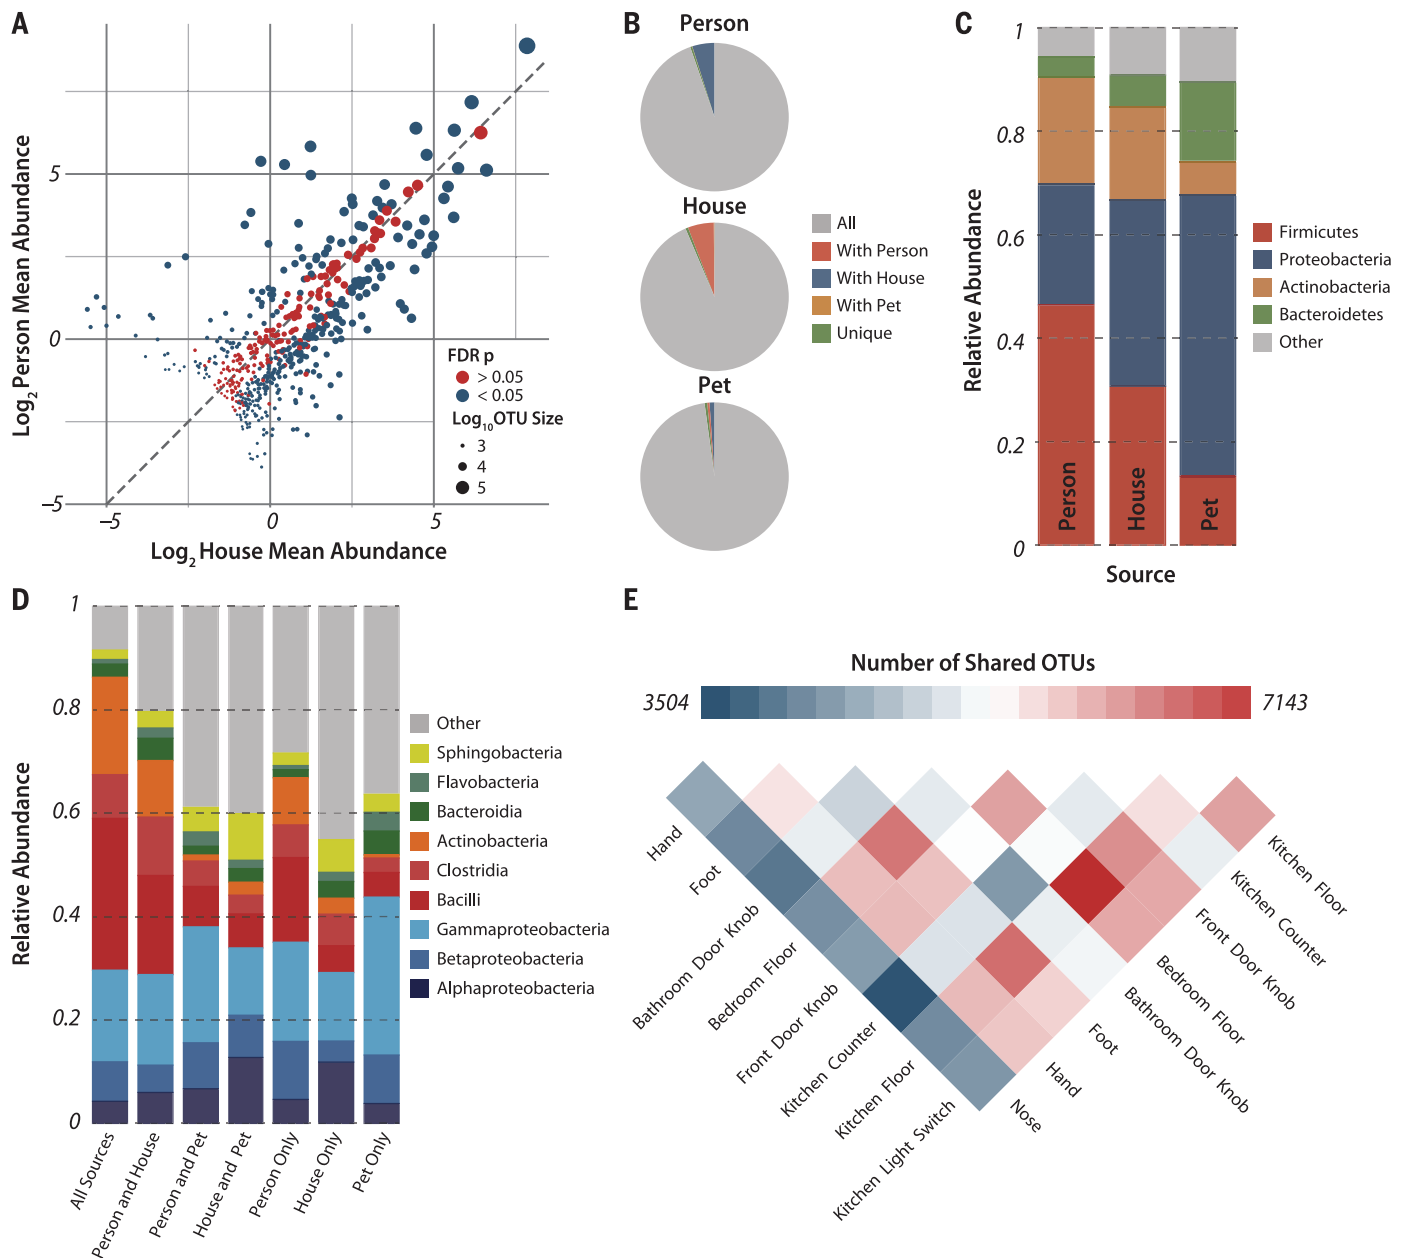 A
Log2 Person Mean Abundance
5
0
−5
−5
0
5
Log2 House Mean Abundance
FDR p
> 0.05
< 0.05
Log10OTU Size
3
4
5
B
Person
House
Pet
All
With Person
With House
With Pet
Unique
C
Relative Abundance
1
0.8
0.6
0.4
0.2
0
Person
House
Pet
Source
Firmicutes
Proteobacteria
Actinobacteria
Bacteroidetes
Other
D
Relative Abundance
1
0.8
0.6
0.4
0.2
0
All Sources
Person and House
Person and Pet
House and Pet
Person Only
House Only
Pet Only
Other
Sphingobacteria
Flavobacteria
Bacteroidia
Actinobacteria
Clostridia
Bacilli
Gammaproteobacteria
Betaproteobacteria
Alphaproteobacteria
E
Number of Shared OTUs
3504
7143
Hand
Foot
Bathroom Door Knob
Bedroom Floor
Front Door Knob
Kitchen Counter
Kitchen Floor
Kitchen Light Switch
Nose
Hand
Foot
Bathroom Door Knob
Bedroom Floor
Front Door Knob
Kitchen Counter
Kitchen Floor